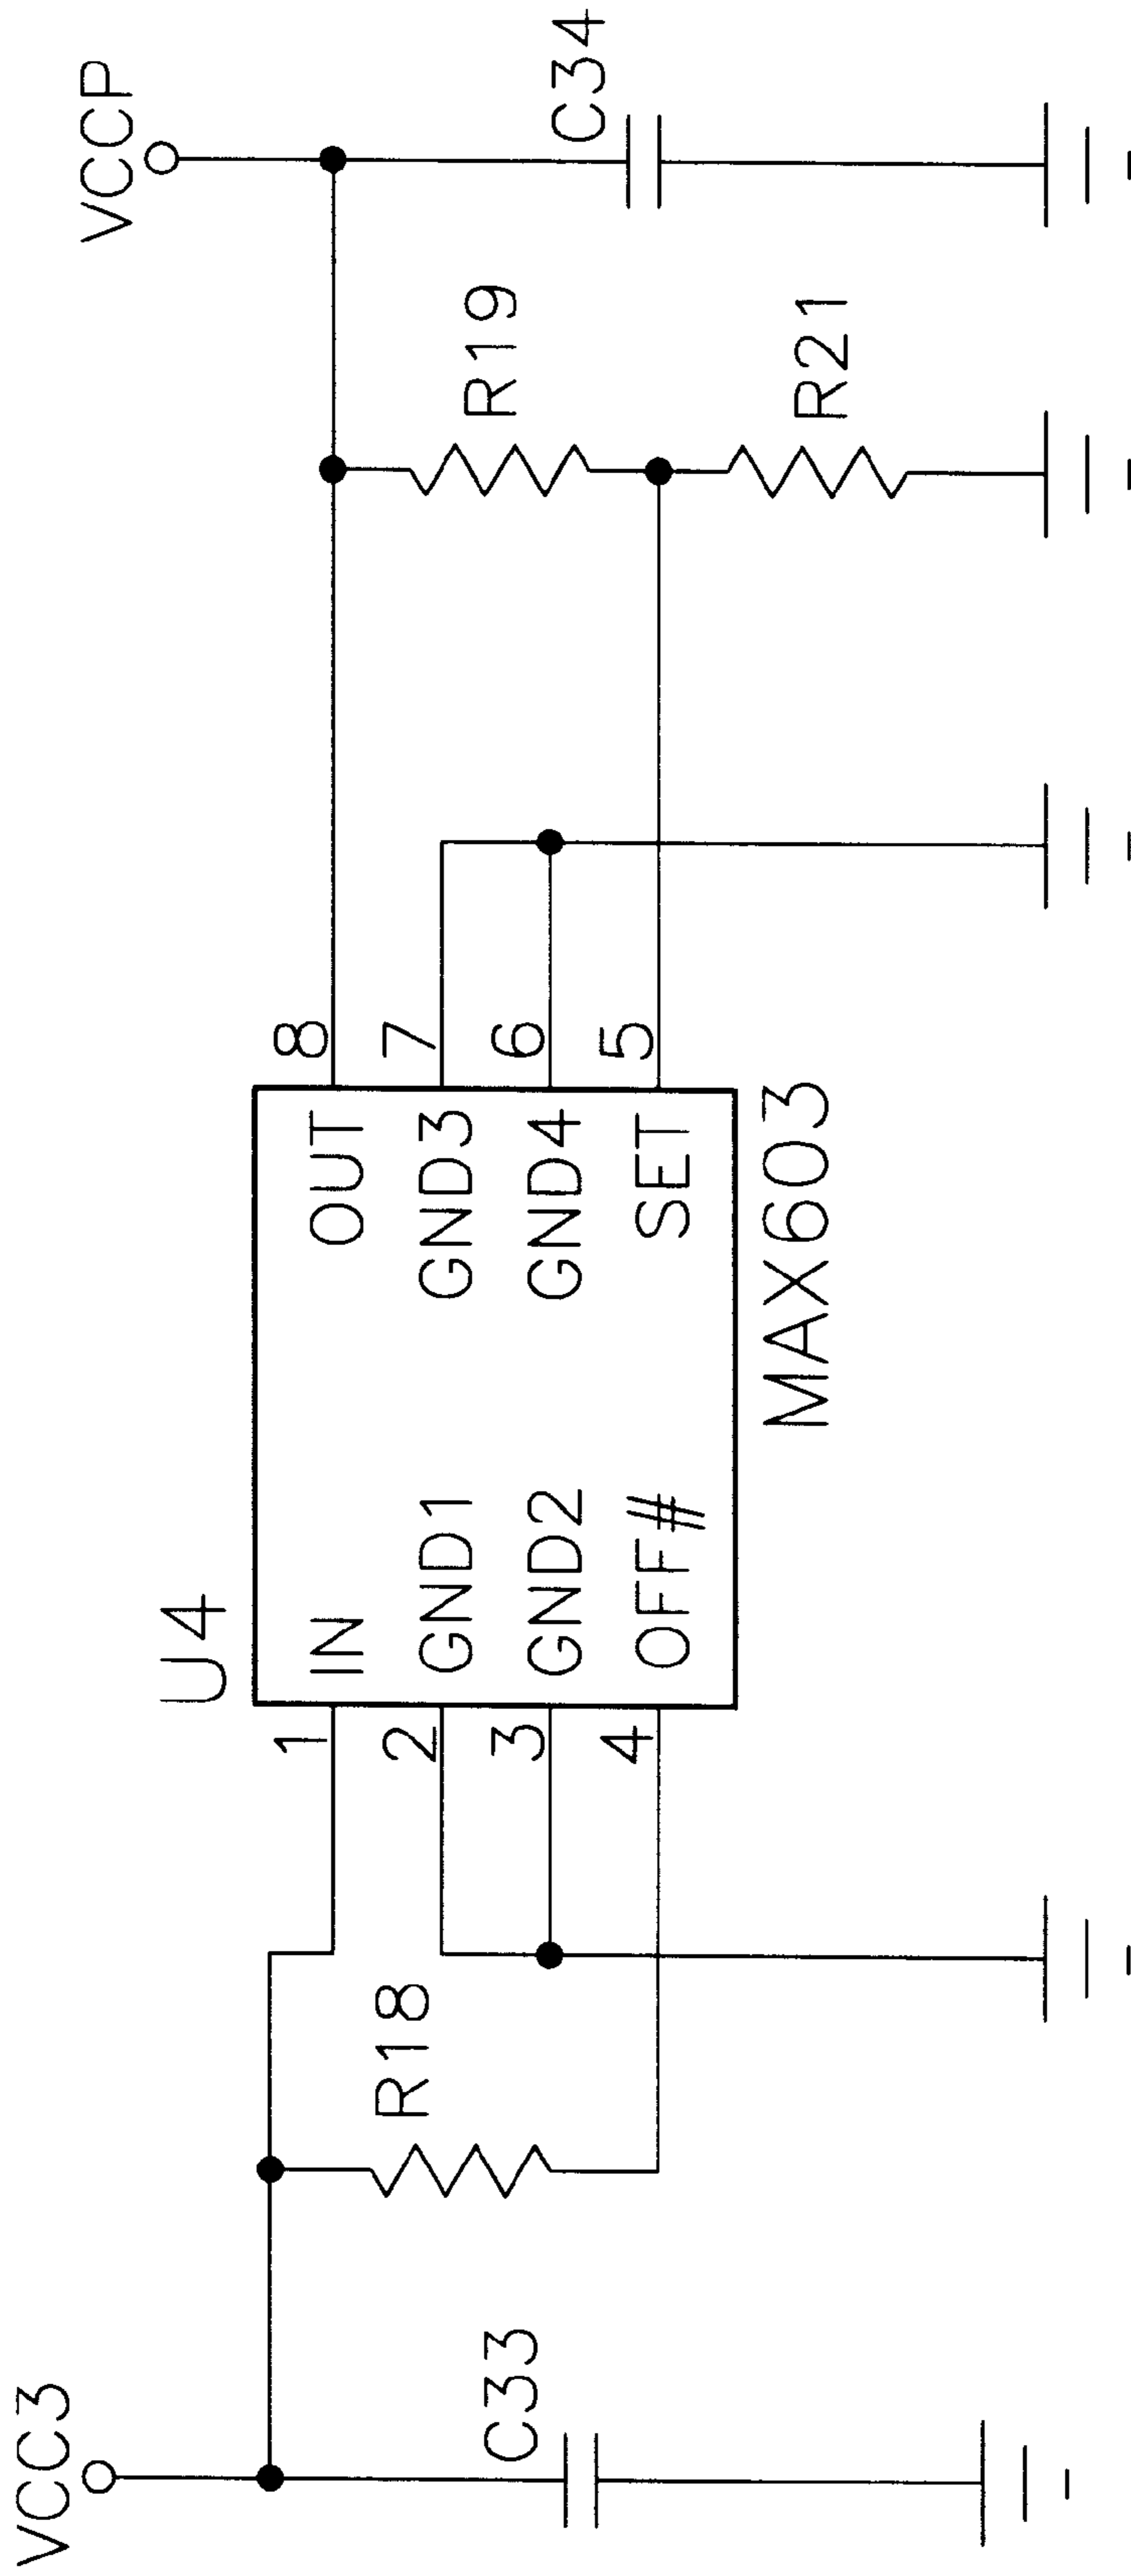 VCC3
C33
R18
U4
1
2
3
4
IN
GND1
GND2
OFF#
OUT
GND3
GND4
SET
8
7
6
5
MAX603
R19
R21
VCCP
C34